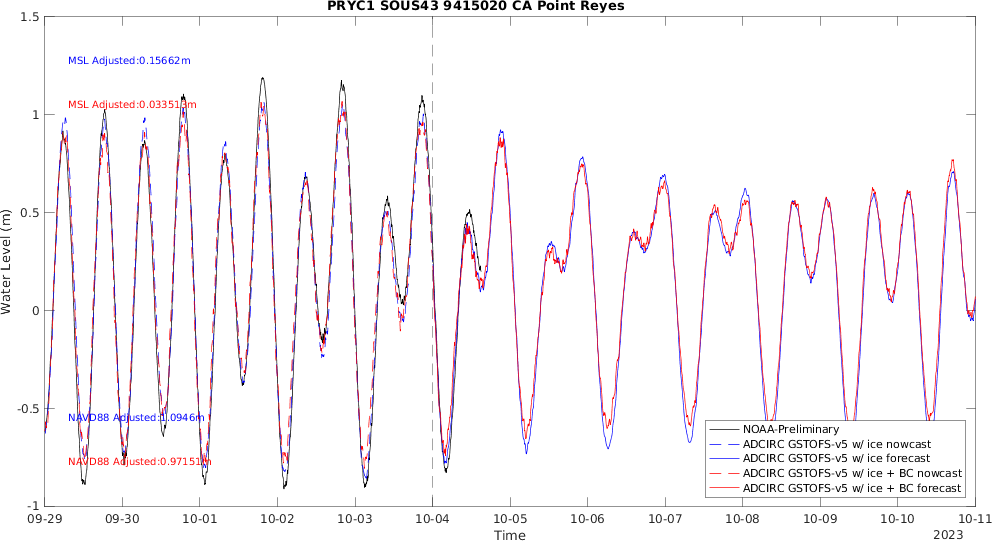 PRYC1 SOUS43 9415020 CA Point Reyes
1.5
MSL Adjusted:0.15662m
MSL Adjusted:0.033513m
1
0.5
Water Level (m)
0
-0.5
NAVD88 Adjusted:1.0946m
NAVD88 Adjusted:0.97151m
-1
NOAA-Preliminary
ADCIRC GSTOFS-v5 w/ ice nowcast
ADCIRC GSTOFS-v5 w/ ice forecast
ADCIRC GSTOFS-v5 w/ ice + BC nowcast
ADCIRC GSTOFS-v5 w/ ice + BC forecast
09-29 09-30 10-01 10-02 10-03 10-04 10-05 10-06 10-07 10-08 10-09 10-10 10-11
Time
2023